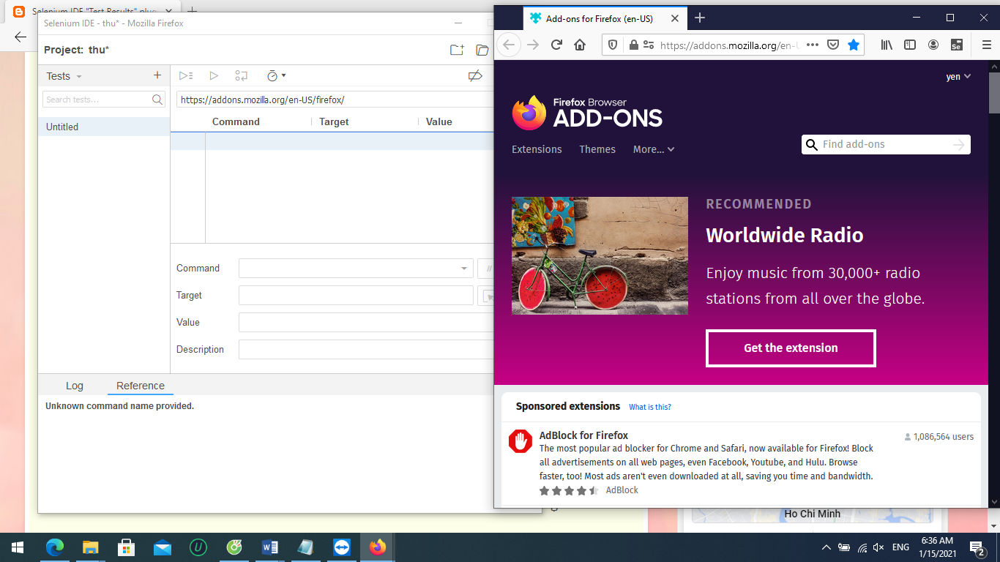 Selenium IDE "Test Results" plu
Selenium IDE - thu* - Mozilla Firefox
Project: thu*
Tests
Search tests...
Untitled
https://addons.mozilla.org/en-US/firefox/
Command Target Value
Command
//
Target
Value
Description
Log Reference
Unknown command name provided.
Add-ons for Firefox (en-US)
https://addons.mozilla.org/en-U
Se
yen
Firefox Browser
ADD-ONS
Extensions Themes More...
Find add-ons
RECOMMENDED
Worldwide Radio
Enjoy music from 30,000+ radio
stations from all over the globe.
Get the extension
Sponsored extensions What is this?
AdBlock for Firefox
1,086,564 users
The most popular ad blocker for Chrome and Safari, now available for Firefox! Block
all advertisements on all web pages, even Facebook, Youtube, and Hulu. Browse
faster, too! Most ads aren't even downloaded at all, saving you time and bandwidth.
AdBlock
Ho Chi Minh
ENG
6:36 AM
1/15/2021
2